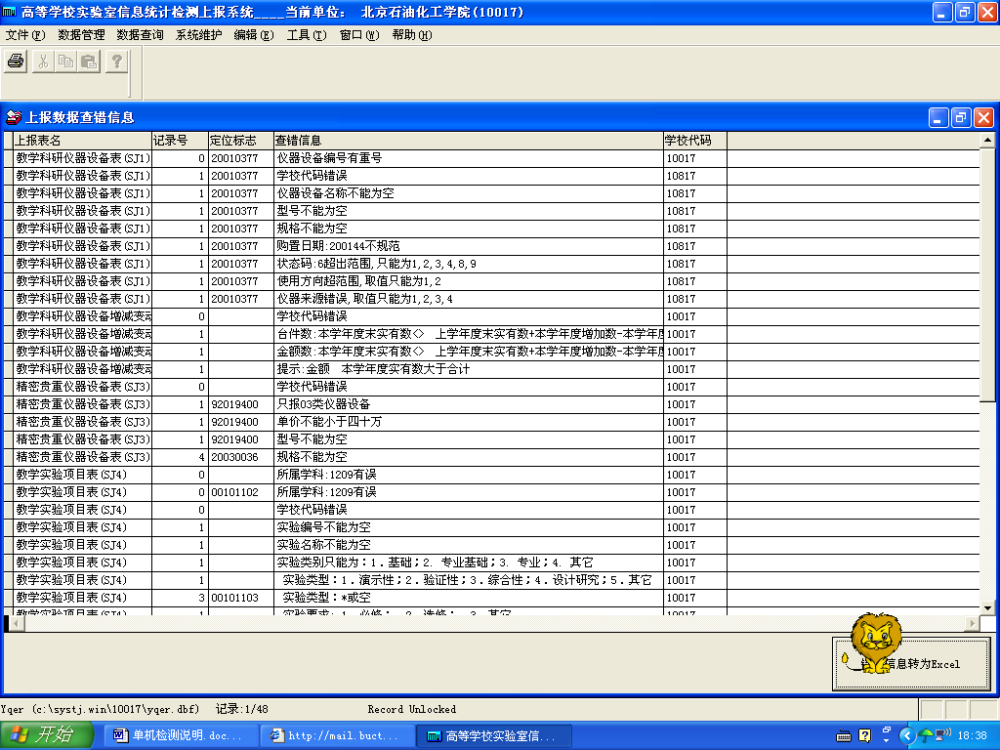 高等学校实验室信息统计检测上报系统____当前单位： 北京石油化工学院(10017)
文件(F) 数据管理 数据查询 系统维护 编辑(E) 工具(T) 窗口(W) 帮助(H)
上报数据查错信息
上报表名 记录号 定位标志 查错信息 学校代码
教学科研仪器设备表(SJ1) 0 20010377 仪器设备编号有重号 10017
教学科研仪器设备表(SJ1) 1 20010377 学校代码错误 10817
教学科研仪器设备表(SJ1) 1 20010377 仪器设备名称不能为空 10817
教学科研仪器设备表(SJ1) 1 20010377 型号不能为空 10817
教学科研仪器设备表(SJ1) 1 20010377 规格不能为空 10817
教学科研仪器设备表(SJ1) 1 20010377 购置日期:200144不规范 10817
教学科研仪器设备表(SJ1) 1 20010377 状态码:6超出范围,只能为1,2,3,4,8,9 10817
教学科研仪器设备表(SJ1) 1 20010377 使用方向超范围,取值只能为1,2 10817
教学科研仪器设备表(SJ1) 1 20010377 仪器来源错误,取值只能为1,2,3,4 10817
教学科研仪器设备增减变动 0 学校代码错误 10017
教学科研仪器设备增减变动 1 台件数:本学年度末实有数<> 上学年度末实有数+本学年度增加数-本学年度 10017
教学科研仪器设备增减变动 1 金额数:本学年度末实有数<> 上学年度末实有数+本学年度增加数-本学年度 10017
教学科研仪器设备增减变动 1 提示:金额 本学年度实有数大于合计 10017
精密贵重仪器设备表(SJ3) 0 学校代码错误 10017
精密贵重仪器设备表(SJ3) 1 92019400 只报03类仪器设备 10017
精密贵重仪器设备表(SJ3) 1 92019400 单价不能小于四十万 10017
精密贵重仪器设备表(SJ3) 1 92019400 型号不能为空 10017
精密贵重仪器设备表(SJ3) 4 20030036 规格不能为空 10017
教学实验项目表(SJ4) 0 所属学科:1209有误 10017
教学实验项目表(SJ4) 0 00101102 所属学科:1209有误 10017
教学实验项目表(SJ4) 0 学校代码错误 10017
教学实验项目表(SJ4) 1 实验编号不能为空 10017
教学实验项目表(SJ4) 1 实验名称不能为空 10017
教学实验项目表(SJ4) 1 实验类别只能为：1．基础；2. 专业基础；3. 专业；4. 其它 10017
教学实验项目表(SJ4) 1 实验类型：1．演示性；2．验证性；3．综合性；4．设计研究；5．其它 10017
教学实验项目表(SJ4) 3 00101103 实验类型：*或空 10017
教学实验项目表(SJ4) 1 实验要求: 1．必修； 2．选修； 3．其它 10017
信息转为Excel
Yqer (c:\systj.win\10017\yqer.dbf) 记录:1/48 Record Unlocked
开始 单机检测说明.doc... http://mail.buct... 高等学校实验室信... 18:38